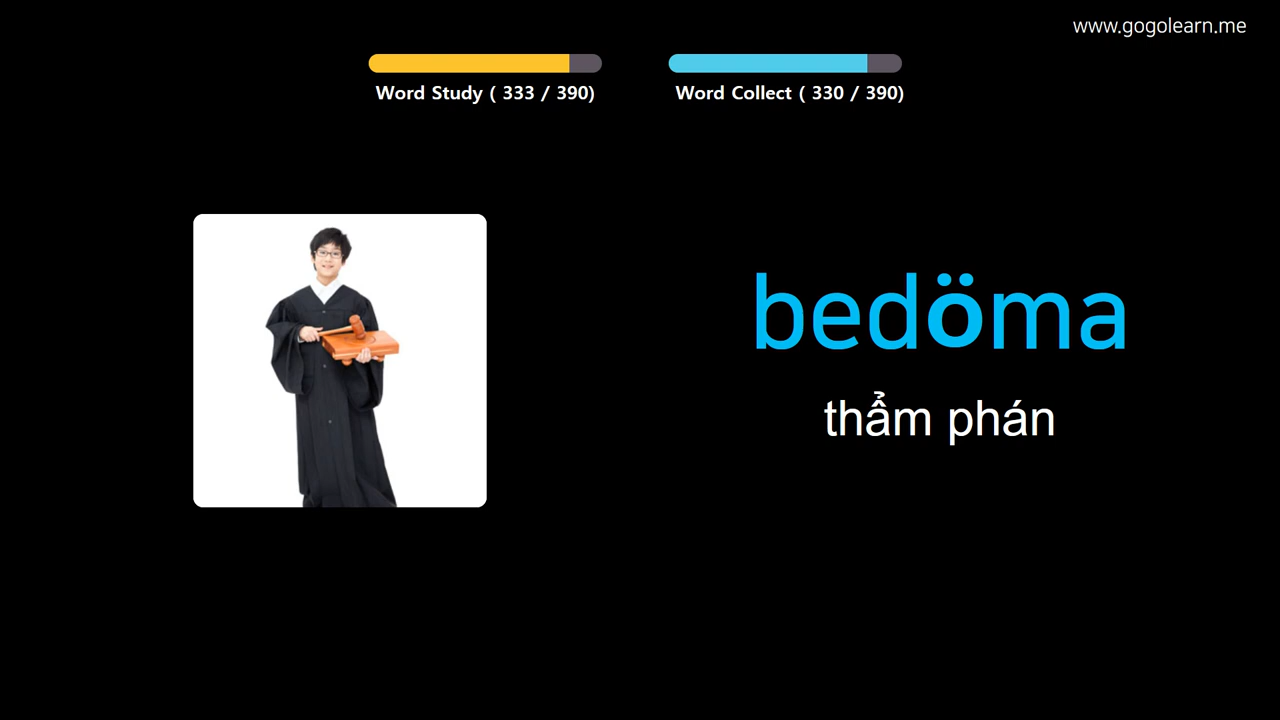 www.gogolearn.me
Word Study ( 333 / 390)
Word Collect ( 330 / 390)
bedöma
thẩm phán